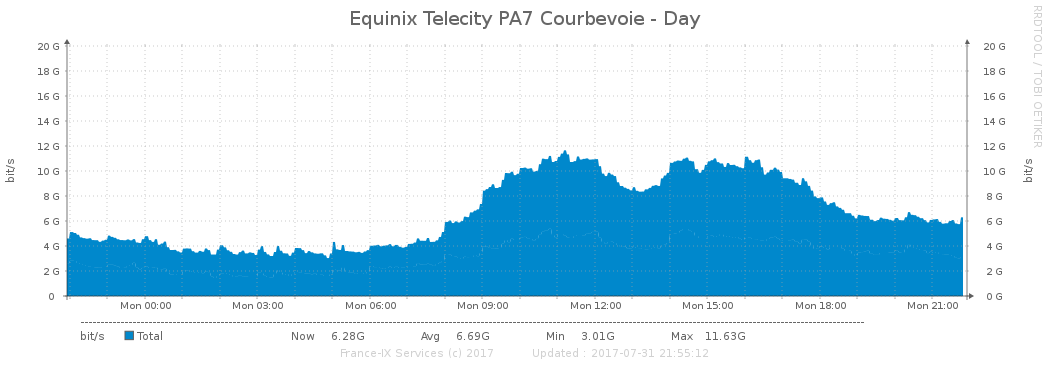 Equinix Telecity PA7 Courbevoie - Day
RRDTOOL / TOBI OETIKER
20 G 20 G
18 G 18 G
16 G 16 G
14 G 14 G
12 G 12 G
10 G 10 G
8 G 8 G
6 G 6 G
4 G 4 G
2 G 2 G
0 0 G
bit/s
bit/s
Mon 00:00 Mon 03:00 Mon 06:00 Mon 09:00 Mon 12:00 Mon 15:00 Mon 18:00 Mon 21:00
bit/s Total Now 6.28G Avg 6.69G Min 3.01G Max 11.63G
France-IX Services (c) 2017 Updated : 2017-07-31 21:55:12